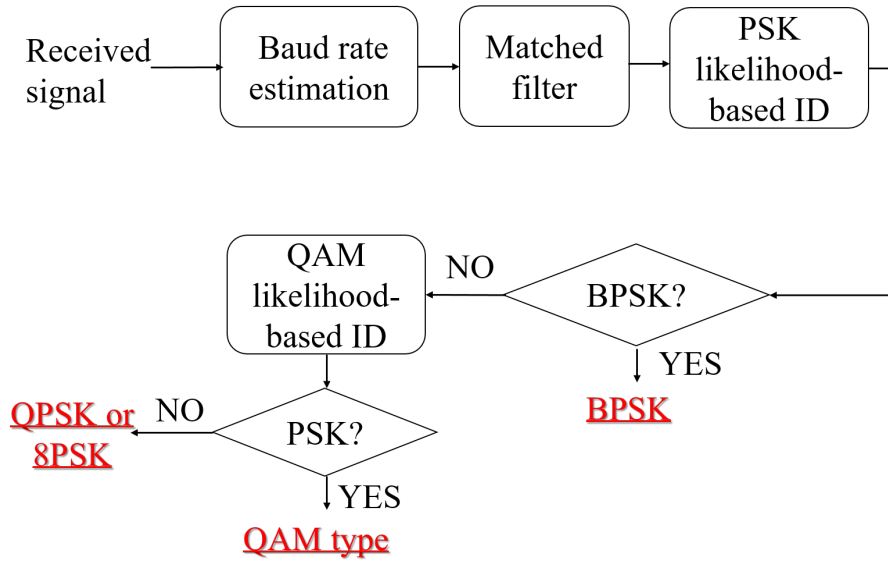 Received
signal
Baud rate
estimation
Matched
filter
PSK
likelihood-
based ID
QAM
likelihood-
based ID
NO
BPSK?
YES
BPSK
QPSK or
8PSK
NO
PSK?
YES
QAM type